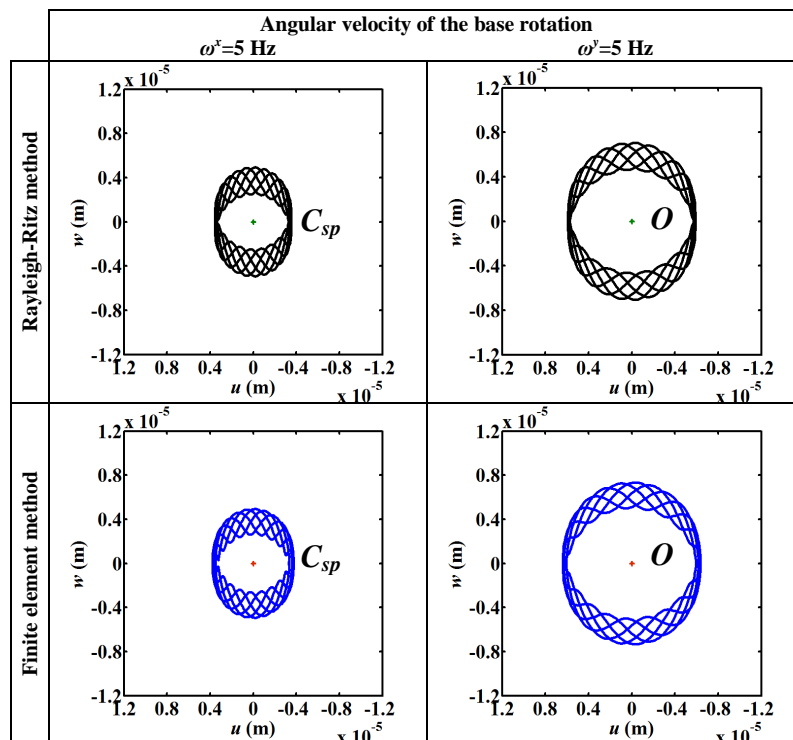 Angular velocity of the base rotation
ωˣ=5 Hz
ωʸ=5 Hz
Rayleigh-Ritz method
x 10⁻⁵
1.2
0.8
0.4
0
-0.4
-0.8
-1.2
w (m)
C_sp
1.2 0.8 0.4 0 -0.4 -0.8 -1.2
u (m)
x 10⁻⁵
x 10⁻⁵
1.2
0.8
0.4
0
-0.4
-0.8
-1.2
w (m)
O
1.2 0.8 0.4 0 -0.4 -0.8 -1.2
u (m)
x 10⁻⁵
Finite element method
x 10⁻⁵
1.2
0.8
0.4
0
-0.4
-0.8
-1.2
w (m)
C_sp
1.2 0.8 0.4 0 -0.4 -0.8 -1.2
u (m)
x 10⁻⁵
x 10⁻⁵
1.2
0.8
0.4
0
-0.4
-0.8
-1.2
w (m)
O
1.2 0.8 0.4 0 -0.4 -0.8 -1.2
u (m)
x 10⁻⁵